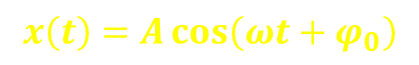 x(t) = A cos(ωt + φ₀)